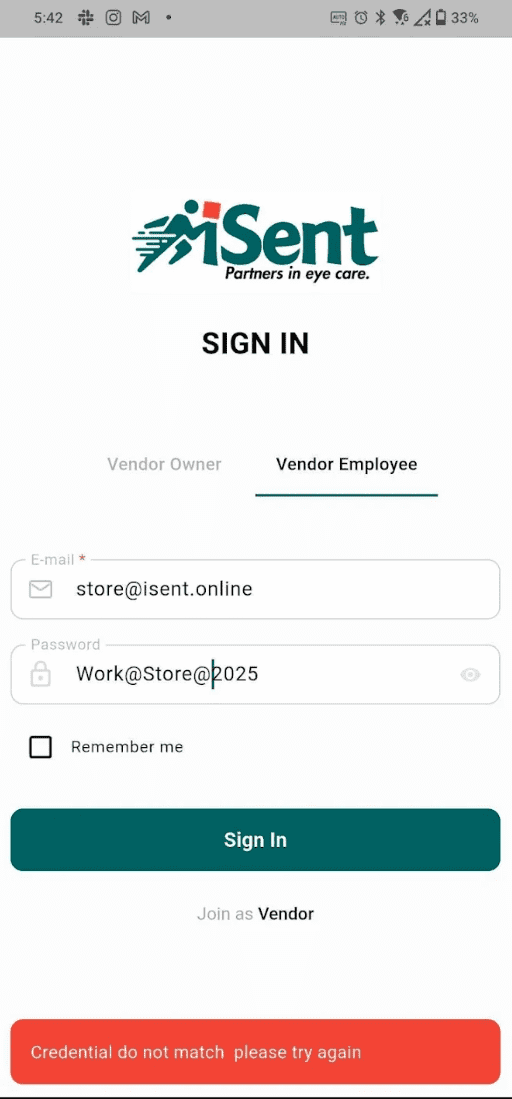 5:42
33%
iSent
Partners in eye care.
SIGN IN
Vendor Owner
Vendor Employee
E-mail *
store@isent.online
Password
Work@Store@2025
Remember me
Sign In
Join as Vendor
Credential do not match please try again